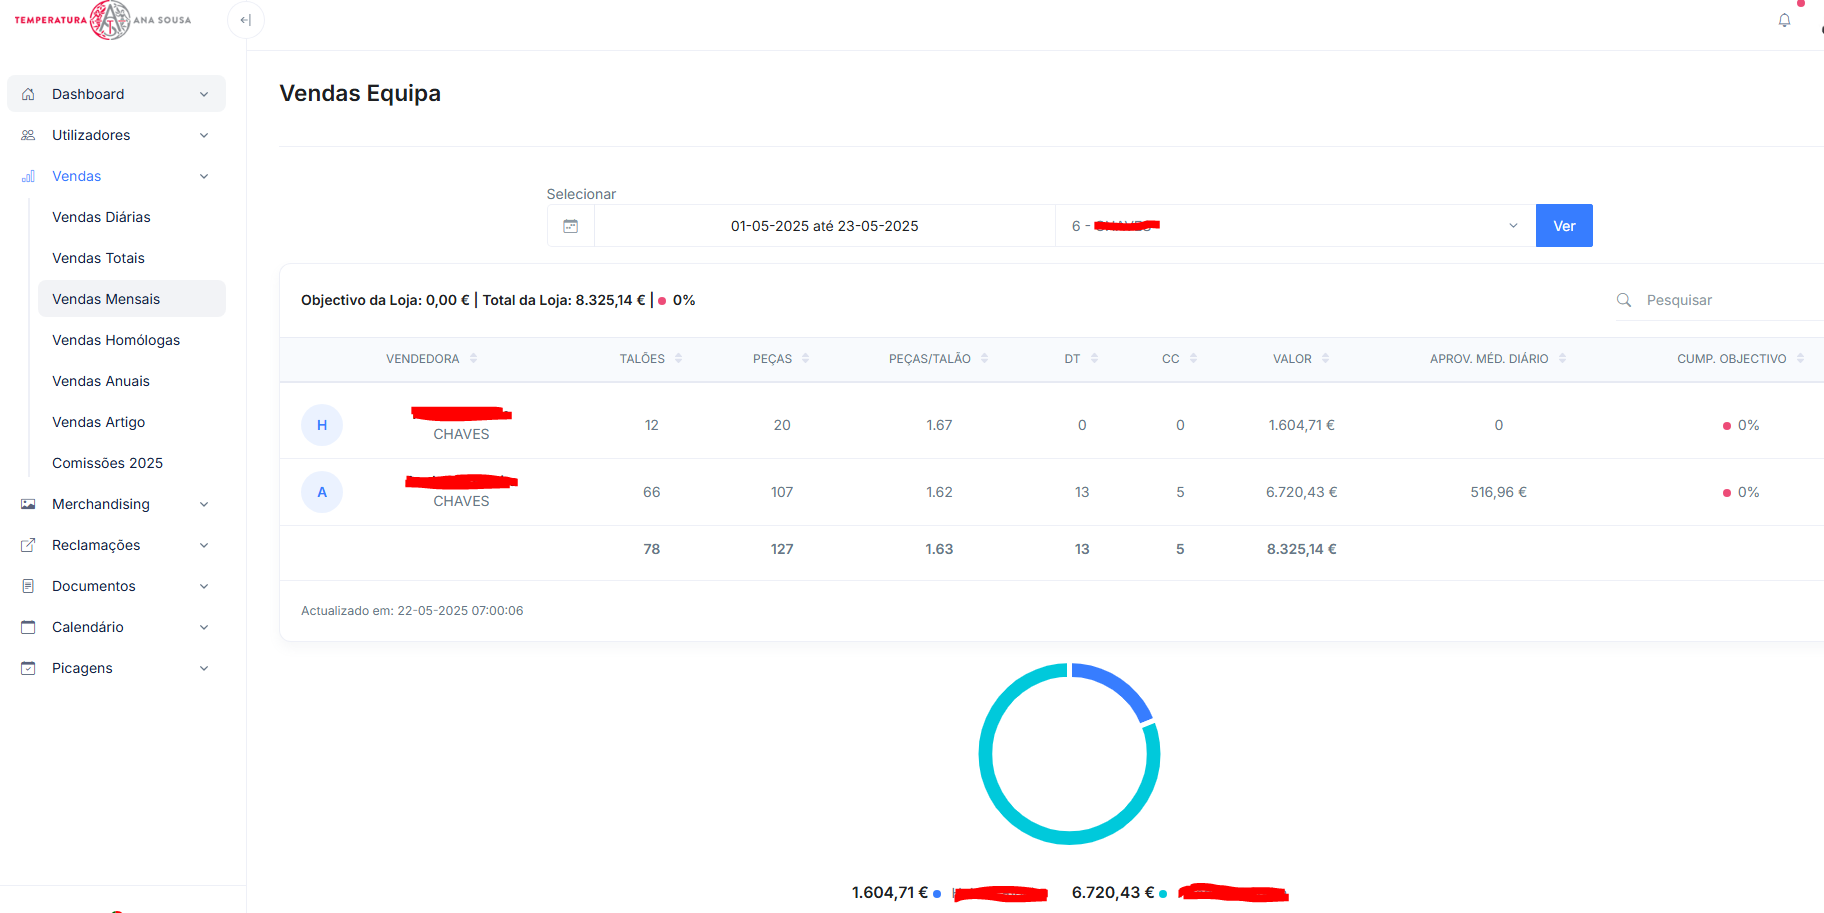 TEMPERATURA ANA SOUSA
Dashboard
Utilizadores
Vendas
Vendas Diárias
Vendas Totais
Vendas Mensais
Vendas Homólogas
Vendas Anuais
Vendas Artigo
Comissões 2025
Merchandising
Reclamações
Documentos
Calendário
Picagens
Vendas Equipa
Selecionar
01-05-2025 até 23-05-2025 6 - Ver
Objectivo da Loja: 0,00 € | Total da Loja: 8.325,14 € | 0% Pesquisar
VENDEDORA TALÕES PEÇAS PEÇAS/TALÃO DT CC VALOR APROV. MÉD. DIÁRIO CUMP. OBJECTIVO
H CHAVES 12 20 1.67 0 0 1.604,71 € 0 0%
A CHAVES 66 107 1.62 13 5 6.720,43 € 516,96 € 0%
78 127 1.63 13 5 8.325,14 €
Actualizado em: 22-05-2025 07:00:06
1.604,71 € 6.720,43 €